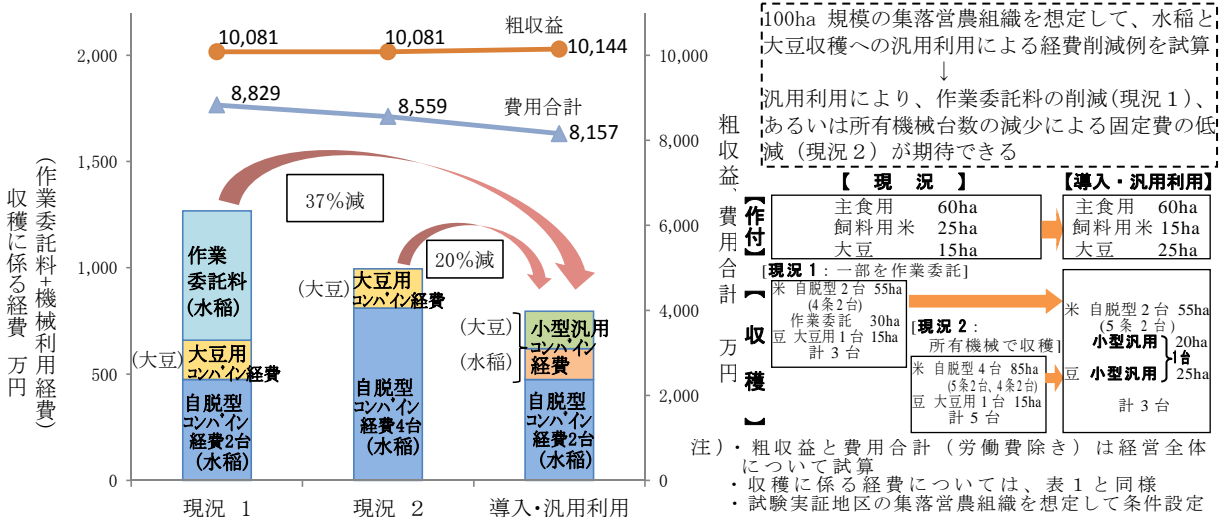 粗収益
10,081
10,081
10,144
8,829
8,559
費用合計
8,157
2,000
1,500
1,000
500
0
10,000
8,000
6,000
4,000
2,000
0
収穫に係る経費 万円
(作業委託料+機械利用経費)
粗収益、費用合計 万円
37%減
20%減
作業
委託料
(水稲)
(大豆)
大豆用
コンバイン経費
自脱型
コンバイン
経費2台
(水稲)
(大豆)
大豆用
コンバイン経費
自脱型
コンバイン
経費4台
(水稲)
(大豆)
(水稲)
小型汎用
コンバイン
経費
自脱型
コンバイン
経費2台
(水稲)
現況 1
現況 2
導入・汎用利用
100ha 規模の集落営農組織を想定して、水稲と
大豆収穫への汎用利用による経費削減例を試算
↓
汎用利用により、作業委託料の削減(現況1)、
あるいは所有機械台数の減少による固定費の低
減(現況2)が期待できる
【 現 況 】
【導入・汎用利用】
【作付】
主食用 60ha
飼料用米 25ha
大豆 15ha
主食用 60ha
飼料用米 15ha
大豆 25ha
[現況1:一部を作業委託]
【収穫】
米 自脱型2台 55ha
(4条2台)
作業委託 30ha
豆 大豆用1台 15ha
計3台
[現況2:
所有機械で収穫]
米 自脱型4台 85ha
(5条2台、4条2台)
豆 大豆用1台 15ha
計5台
米 自脱型2台 55ha
(5条2台)
小型汎用 20ha
1台
豆 小型汎用 25ha
計3台
注)・粗収益と費用合計(労働費除き)は経営全体
について試算
・収穫に係る経費については、表1と同様
・試験実証地区の集落営農組織を想定して条件設定